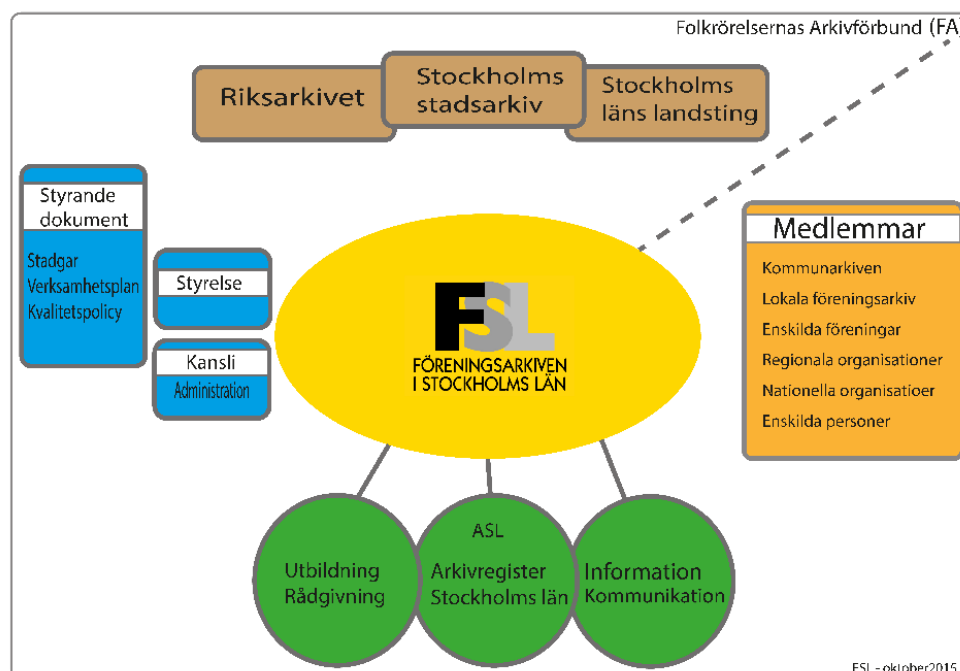 Folkrörelsernas Arkivförbund (FA)
Riksarkivet
Stockholms
stadsarkiv
Stockholms
läns landsting
Styrande
dokument
Stadgar
Verksamhetsplan
Kvalitetspolicy
Styrelse
Kansli
Administration
FSL
FÖRENINGSARKIVEN
I STOCKHOLMS LÄN
Medlemmar
Kommunarkiven
Lokala föreningsarkiv
Enskilda föreningar
Regionala organisationer
Nationella organisatioer
Enskilda personer
Utbildning
Rådgivning
ASL
Arkivregister
Stockholms län
Information
Kommunikation
FSL - oktober2015